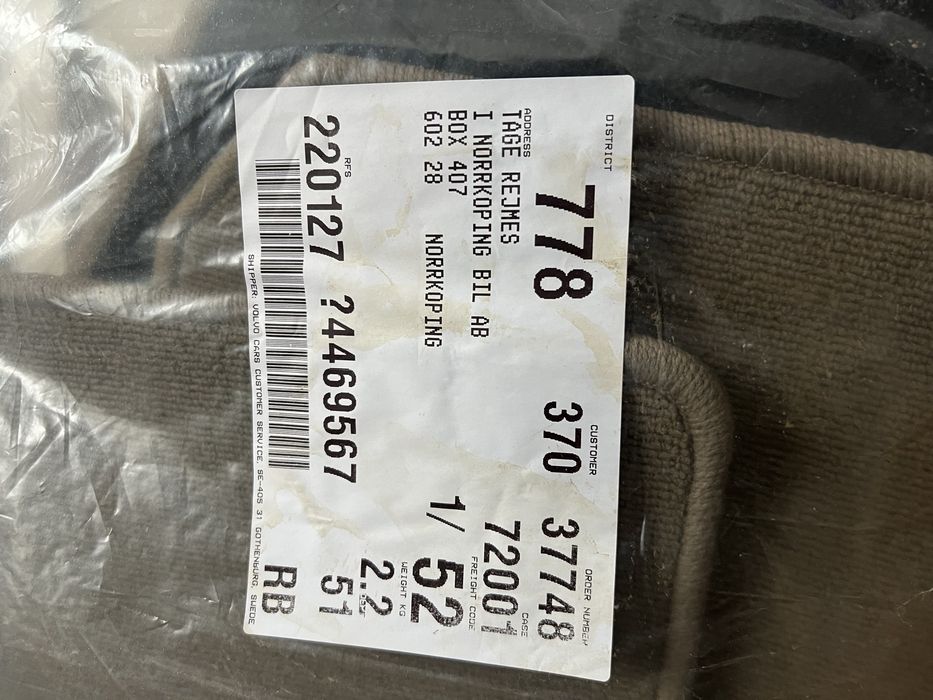 DISTRICT CUSTOMER ORDER NUMBER
778 370 37748
ADDRESS CASE
TAGE REJMES 72001
I NORRKOPING BIL AB FREIGHT CODE
BOX 407 1/ 52
602 28 NORRKOPING WEIGHT KG
2.2
RFS 51
220127 ?4469567
RB
SHIPPER: VOLVO CARS CUSTOMER SERVICE, SE-405 31 GOTHENBURG, SWEDE